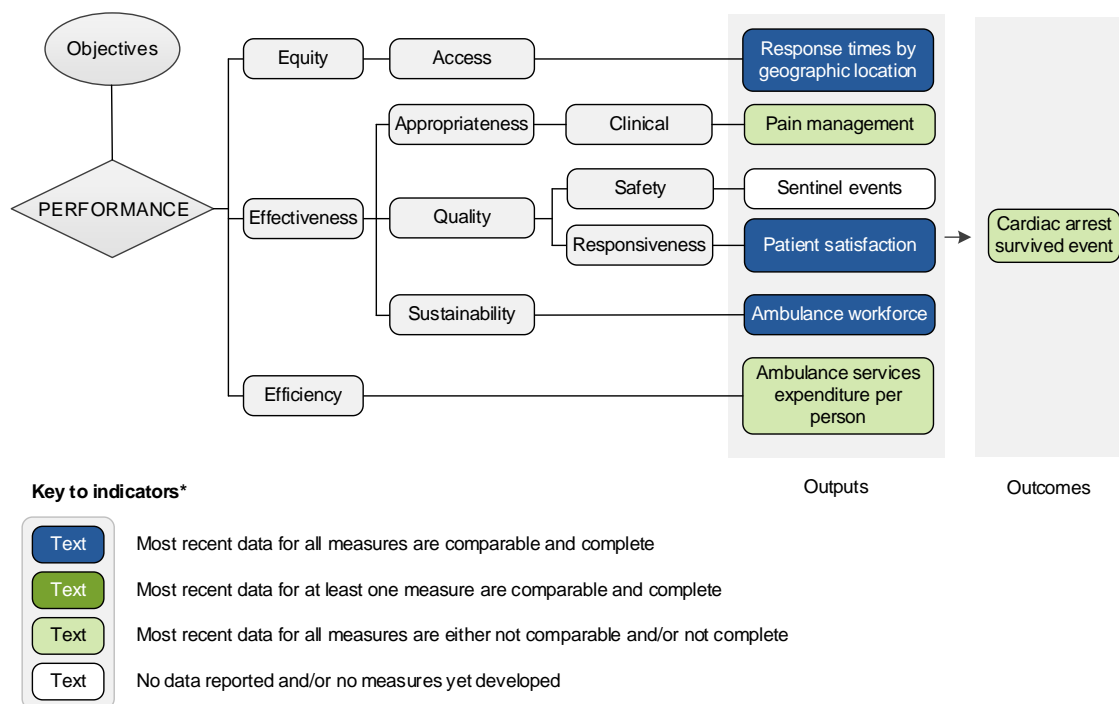 Objectives
PERFORMANCE
Equity
Access
Response times by
geographic location
Appropriateness
Clinical
Pain management
Effectiveness
Quality
Safety
Sentinel events
Responsiveness
Patient satisfaction
Sustainability
Ambulance workforce
Efficiency
Ambulance services
expenditure per
person
Cardiac arrest
survived event
Outputs
Outcomes
Key to indicators*
Text
Most recent data for all measures are comparable and complete
Text
Most recent data for at least one measure are comparable and complete
Text
Most recent data for all measures are either not comparable and/or not complete
Text
No data reported and/or no measures yet developed